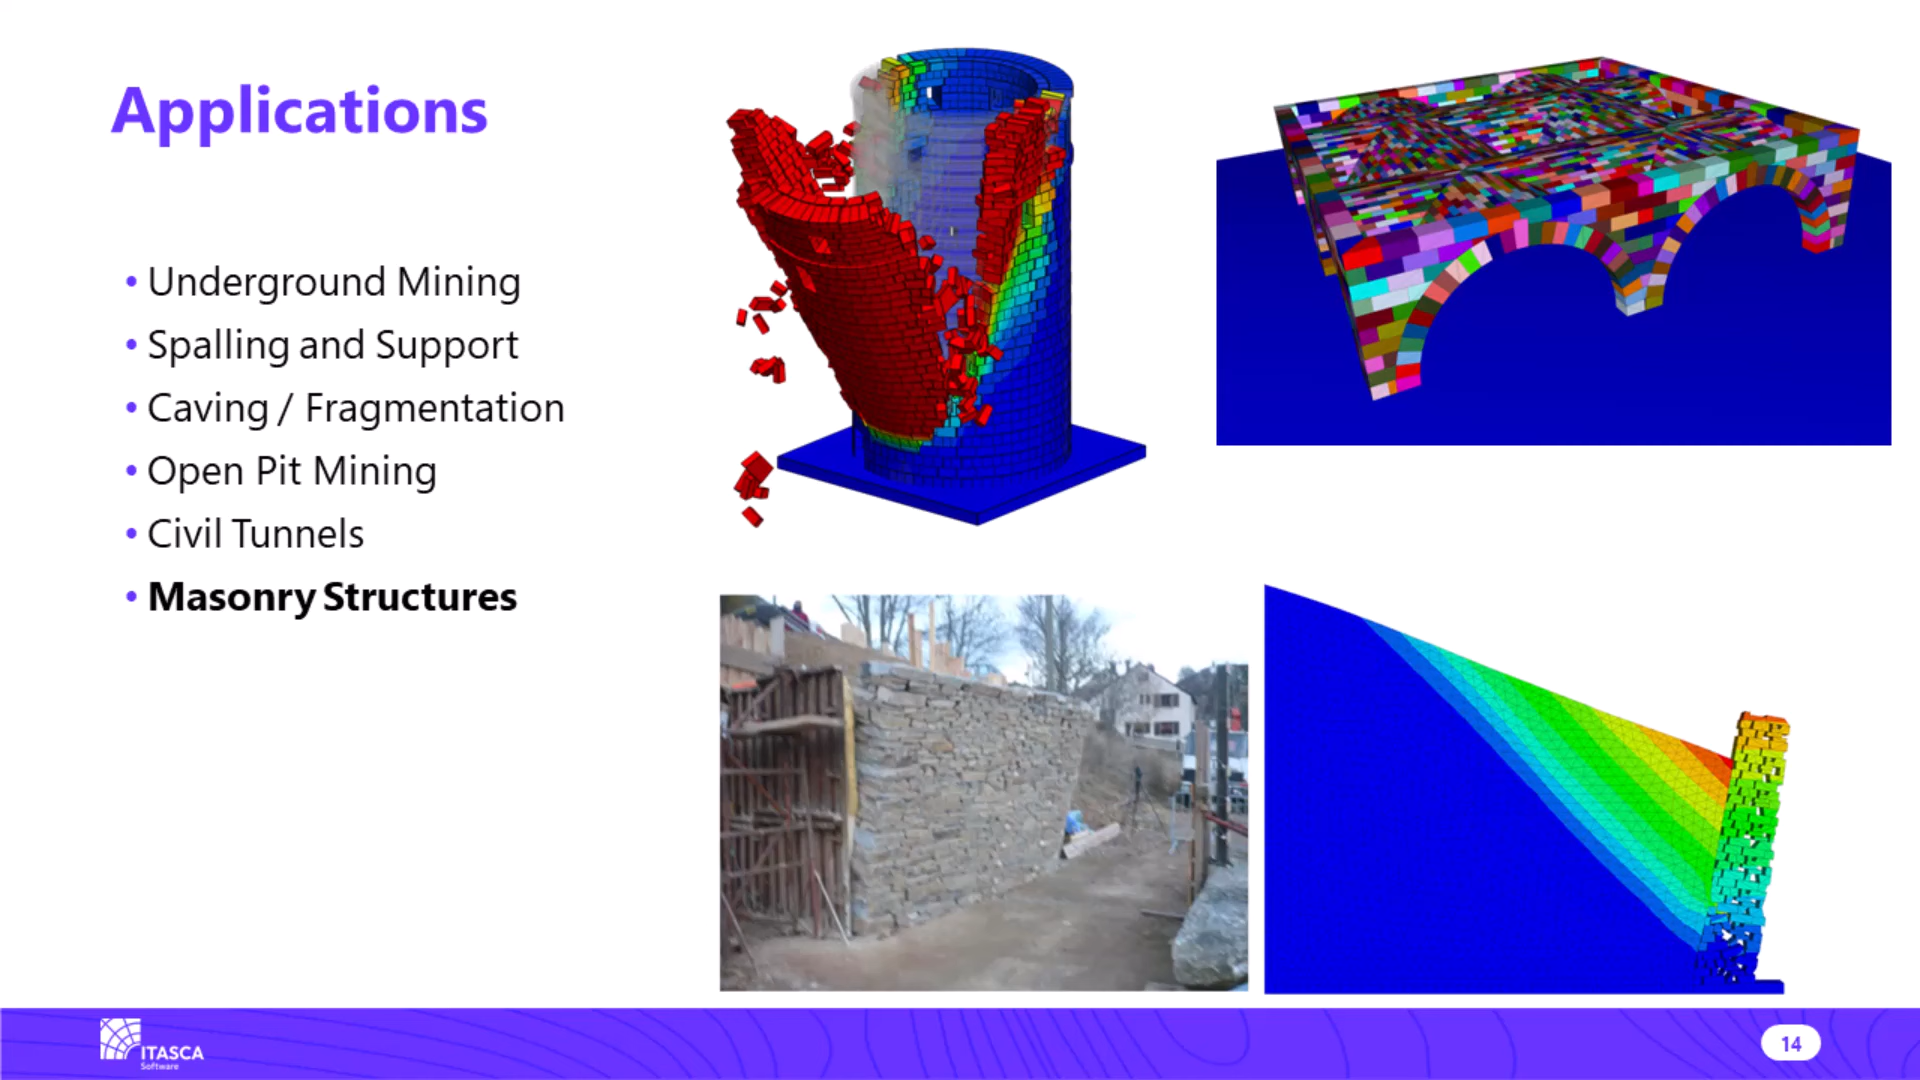 Applications
• Underground Mining
• Spalling and Support
• Caving / Fragmentation
• Open Pit Mining
• Civil Tunnels
• Masonry Structures
ITASCA
Software
14